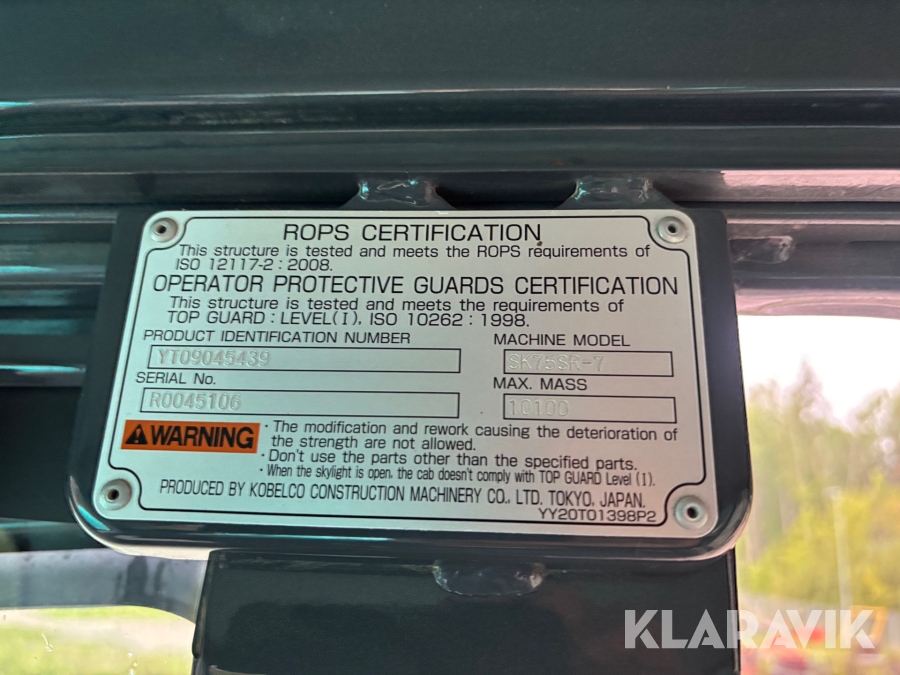 ROPS CERTIFICATION
This structure is tested and meets the ROPS requirements of
ISO 12117-2 : 2008.
OPERATOR PROTECTIVE GUARDS CERTIFICATION
This structure is tested and meets the requirements of
TOP GUARD : LEVEL(I), ISO 10262 : 1998.
PRODUCT IDENTIFICATION NUMBER
YT09045439
MACHINE MODEL
SK75SR-7
SERIAL No.
R0045106
MAX. MASS
10100
WARNING
· The modification and rework causing the deterioration of
the strength are not allowed.
· Don't use the parts other than the specified parts.
· When the skylight is open, the cab doesn't comply with TOP GUARD Level (I).
PRODUCED BY KOBELCO CONSTRUCTION MACHINERY CO., LTD. TOKYO, JAPAN.
YY20T01398P2
KLARAVIK